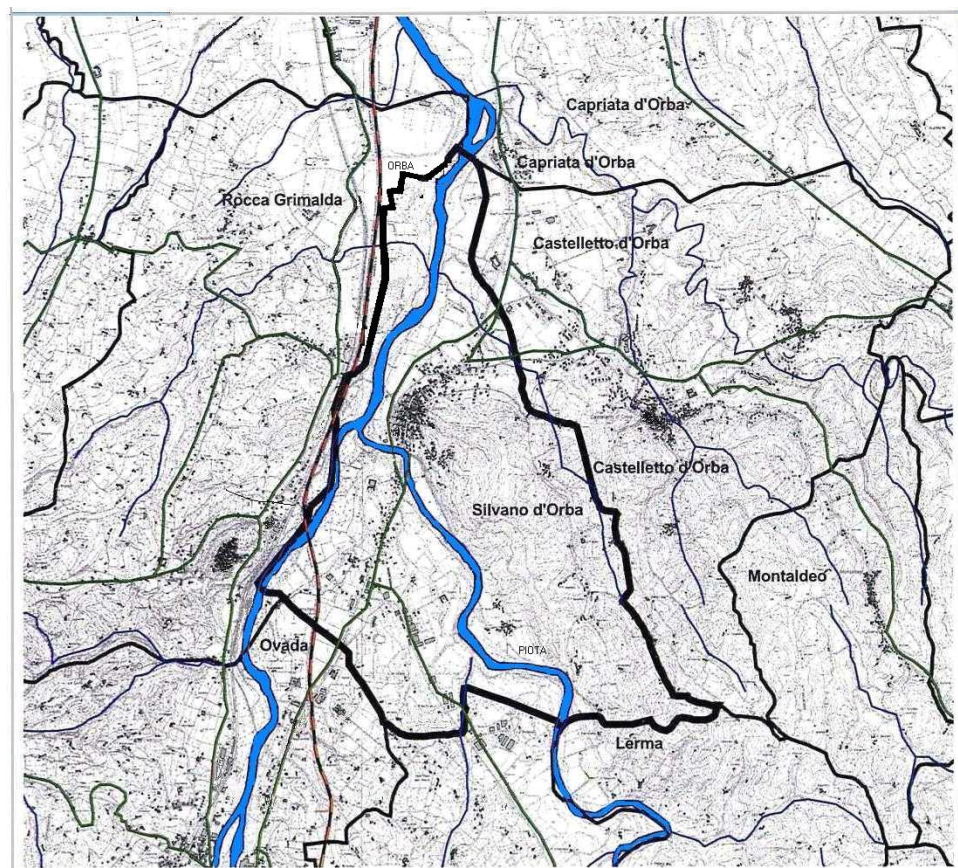 Capriata d'Orba
ORBA
Capriata d'Orba
Rocca Grimalda
Castelletto d'Orba
Castelletto d'Orba
Silvano d'Orba
Montaldeo
Ovada
PIOTA
Lerma